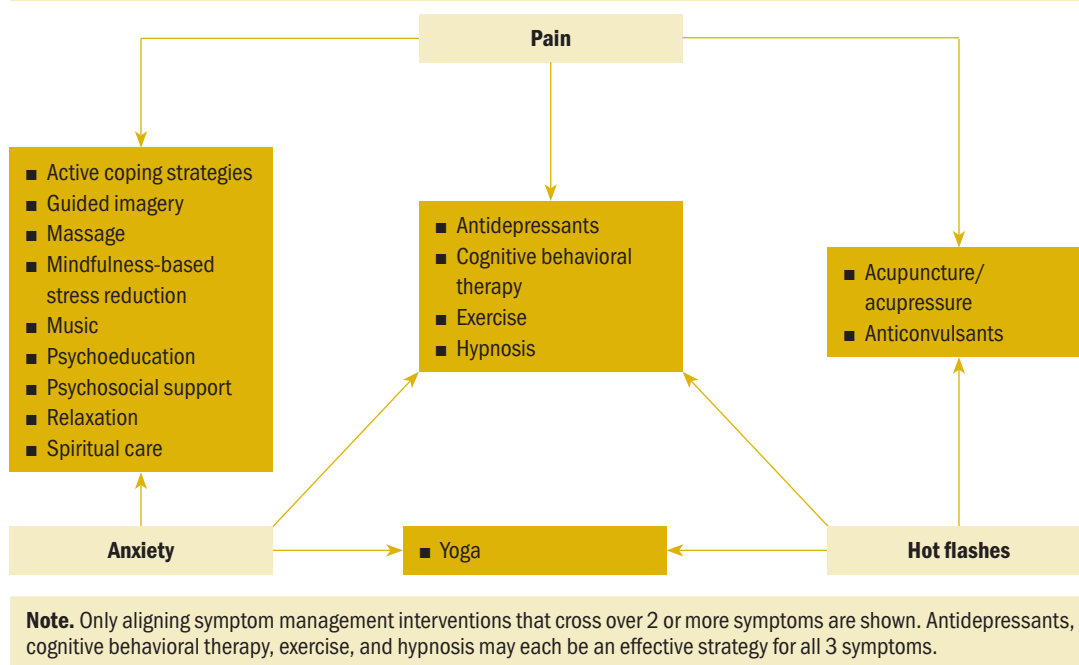 Pain
■ Active coping strategies
■ Guided imagery
■ Massage
■ Mindfulness-based
stress reduction
■ Music
■ Psychoeducation
■ Psychosocial support
■ Relaxation
■ Spiritual care
■ Antidepressants
■ Cognitive behavioral
therapy
■ Exercise
■ Hypnosis
■ Acupuncture/
acupressure
■ Anticonvulsants
Anxiety
■ Yoga
Hot flashes
Note. Only aligning symptom management interventions that cross over 2 or more symptoms are shown. Antidepressants,
cognitive behavioral therapy, exercise, and hypnosis may each be an effective strategy for all 3 symptoms.